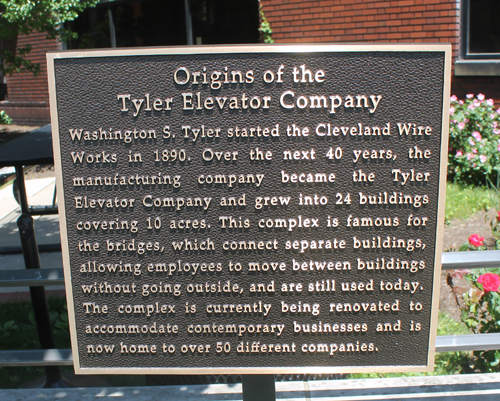 Origins of the
Tyler Elevator Company
Washington S. Tyler started the Cleveland Wire
Works in 1890. Over the next 40 years, the
manufacturing company became the Tyler
Elevator Company and grew into 24 buildings
covering 10 acres. This complex is famous for
the bridges, which connect separate buildings,
allowing employees to move between buildings
without going outside, and are still used today.
The complex is currently being renovated to
accommodate contemporary businesses and is
now home to over 50 different companies.